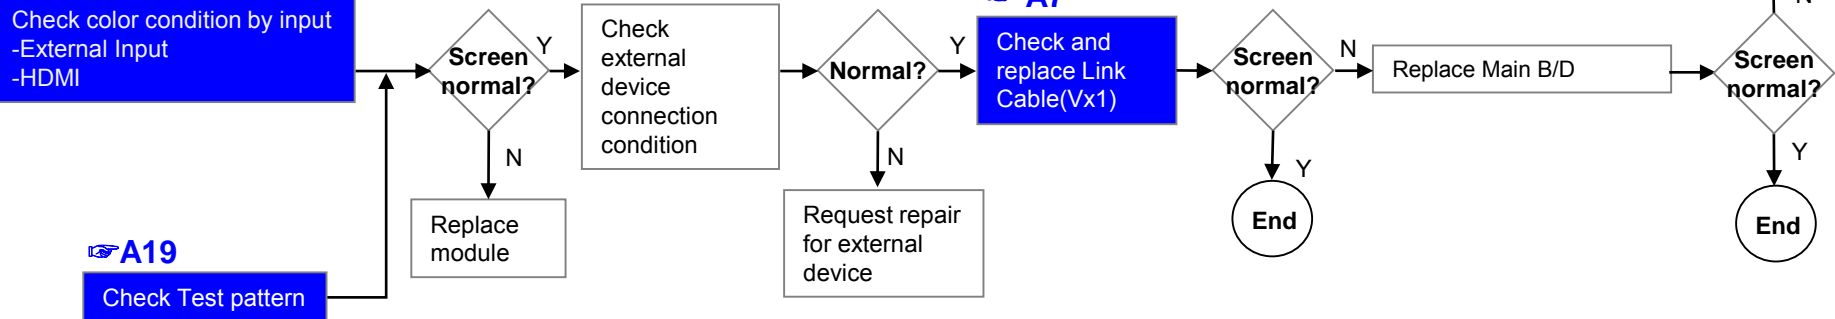 Check color condition by input
-External Input
-HDMI
Screen
normal?
Y
N
Replace
module
☞A19
Check Test pattern
Check
external
device
connection
condition
Normal?
Y
N
Request repair
for external
device
A7
Check and
replace Link
Cable(Vx1)
Screen
normal?
N
Y
End
Replace Main B/D
Screen
normal?
N
Y
End